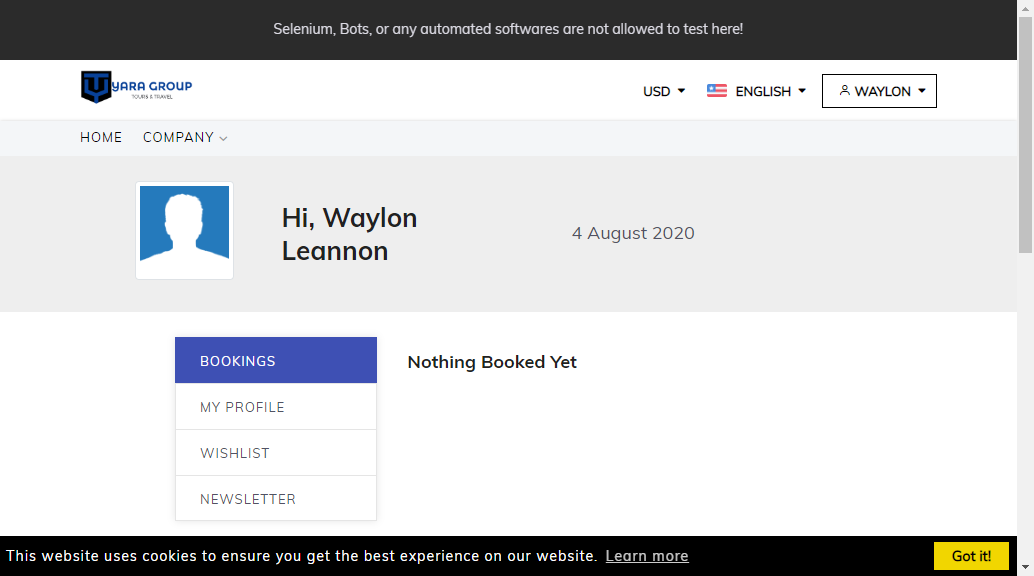 Selenium, Bots, or any automated softwares are not allowed to test here!
YARA GROUP
TOURS & TRAVEL
USD
ENGLISH
WAYLON
HOME
COMPANY
Hi, Waylon
Leannon
4 August 2020
BOOKINGS
Nothing Booked Yet
MY PROFILE
WISHLIST
NEWSLETTER
This website uses cookies to ensure you get the best experience on our website. Learn more
Got it!